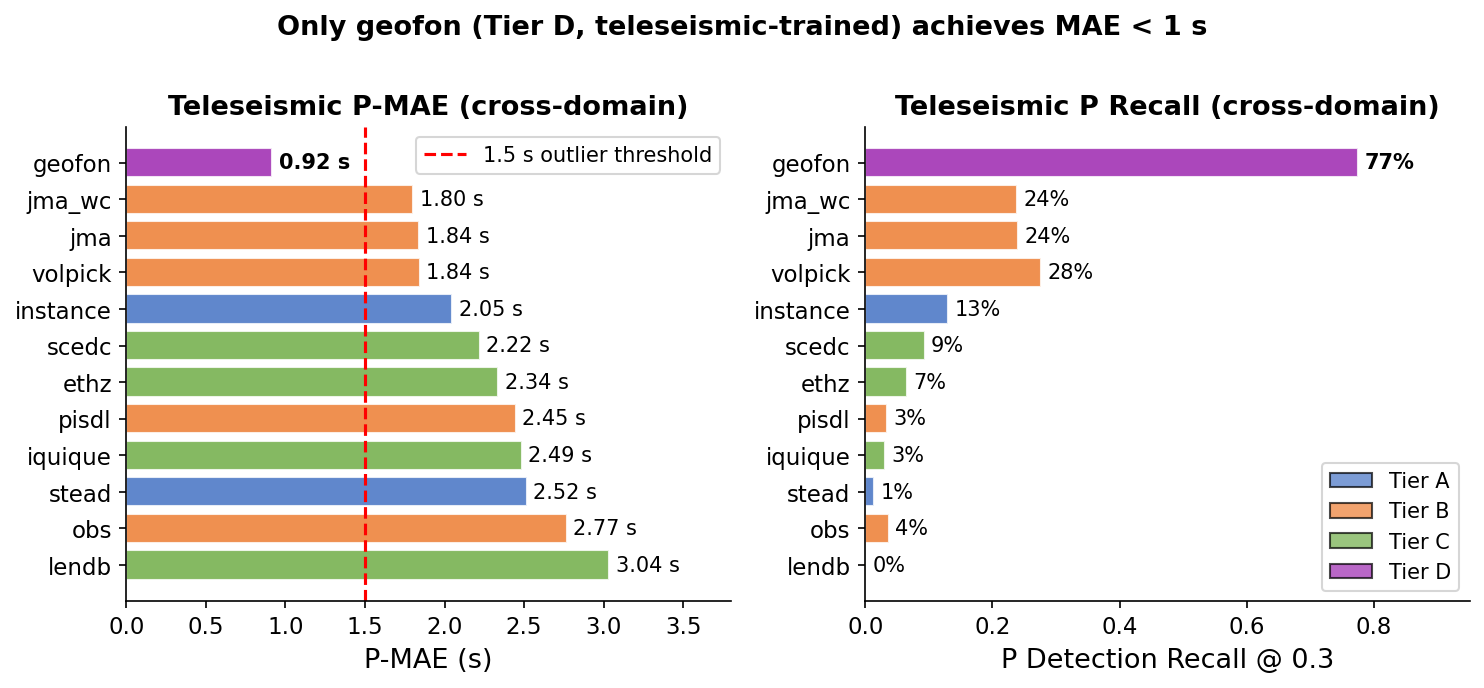 Only geofon (Tier D, teleseismic-trained) achieves MAE < 1 s
Teleseismic P-MAE (cross-domain)
1.5 s outlier threshold
geofon 0.92 s
jma_wc 1.80 s
jma 1.84 s
volpick 1.84 s
instance 2.05 s
scedc 2.22 s
ethz 2.34 s
pisdl 2.45 s
iquique 2.49 s
stead 2.52 s
obs 2.77 s
lendb 3.04 s
0.0 0.5 1.0 1.5 2.0 2.5 3.0 3.5
P-MAE (s)
Teleseismic P Recall (cross-domain)
geofon 77%
jma_wc 24%
jma 24%
volpick 28%
instance 13%
scedc 9%
ethz 7%
pisdl 3%
iquique 3%
stead 1%
obs 4%
lendb 0%
Tier A
Tier B
Tier C
Tier D
0.0 0.2 0.4 0.6 0.8
P Detection Recall @ 0.3